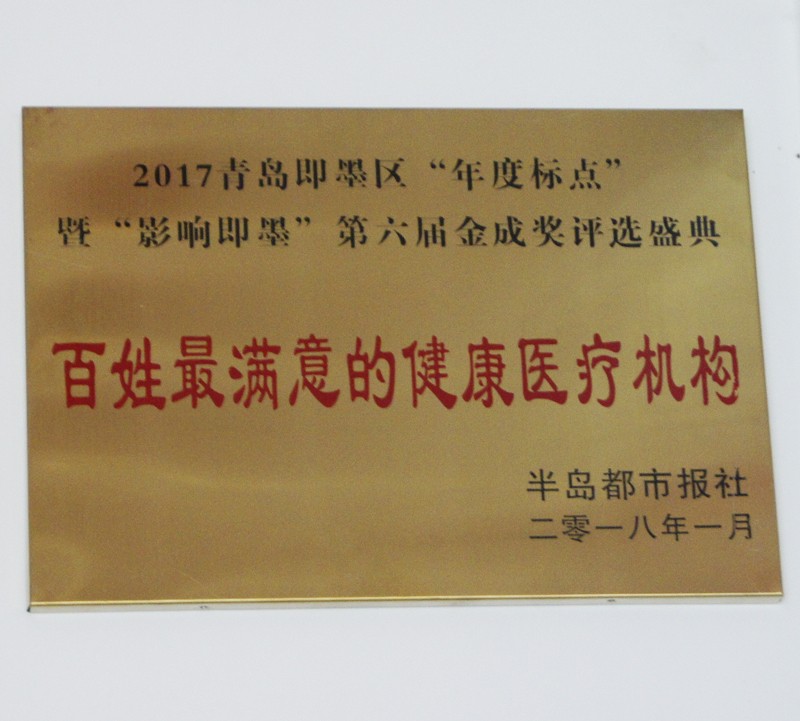 2017青岛即墨区“年度标点”
暨“影响即墨”第六届金成奖评选盛典
百姓最满意的健康医疗机构
半岛都市报社
二零一八年一月